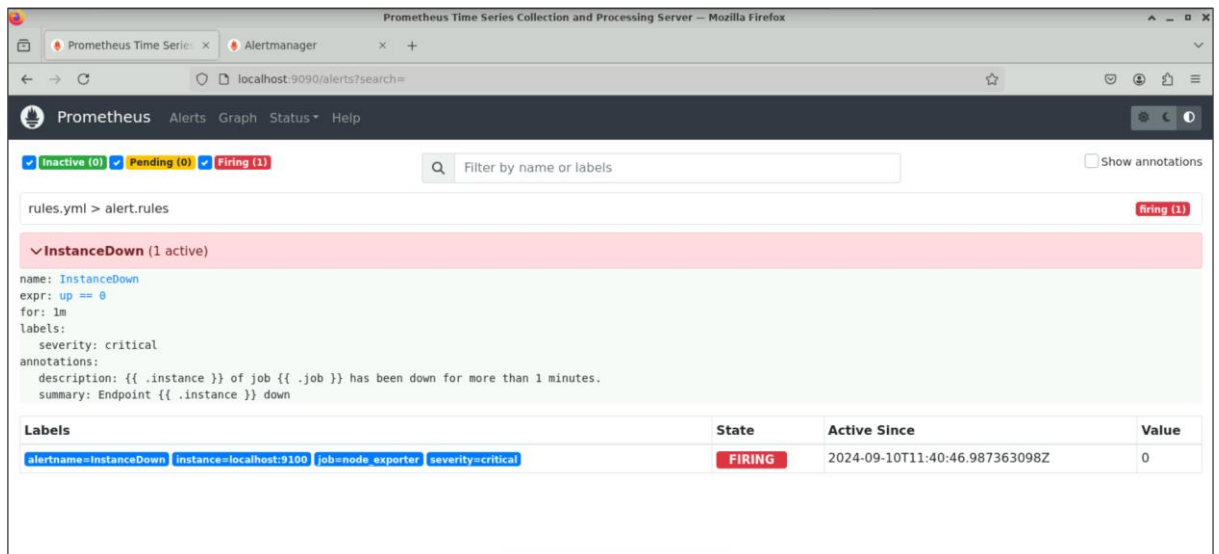 Prometheus Time Series Collection and Processing Server — Mozilla Firefox
Prometheus Time Series Alertmanager
localhost:9090/alerts?search=
Prometheus Alerts Graph Status Help
Inactive (0) Pending (0) Firing (1) Filter by name or labels Show annotations
rules.yml > alert.rules firing (1)
InstanceDown (1 active)
name: InstanceDown
expr: up == 0
for: 1m
labels:
severity: critical
annotations:
description: {{ .instance }} of job {{ .job }} has been down for more than 1 minutes.
summary: Endpoint {{ .instance }} down
Labels State Active Since Value
alertname=InstanceDown instance=localhost:9100 job=node_exporter severity=critical FIRING 2024-09-10T11:40:46.987363098Z 0